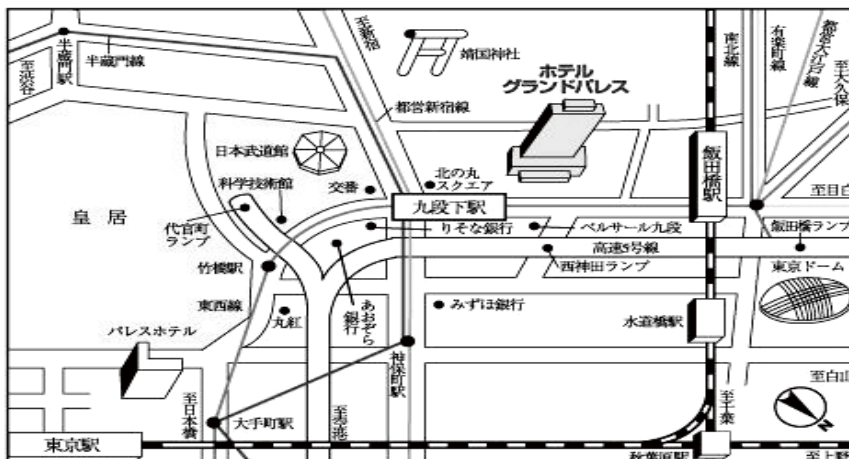 至新宿
都営大江戸線
有楽町線
南北線
至大久保
半蔵門駅
半蔵門線
至渋谷
靖国神社
ホテル
グランドパレス
都営新宿線
日本武道館
飯田橋駅
科学技術館
交番
北の丸
スクエア
皇居
代官町
ランプ
九段下駅
至目白
りそな銀行
ベルサール九段
飯田橋ランプ
高速5号線
竹橋駅
西神田ランプ
東京ドーム
東西線
丸紅
あおぞら
銀行
みずほ銀行
水道橋駅
パレスホテル
神保町駅
至日本橋
大手町駅
至千葉
N
東京駅
秋葉原駅
至上野